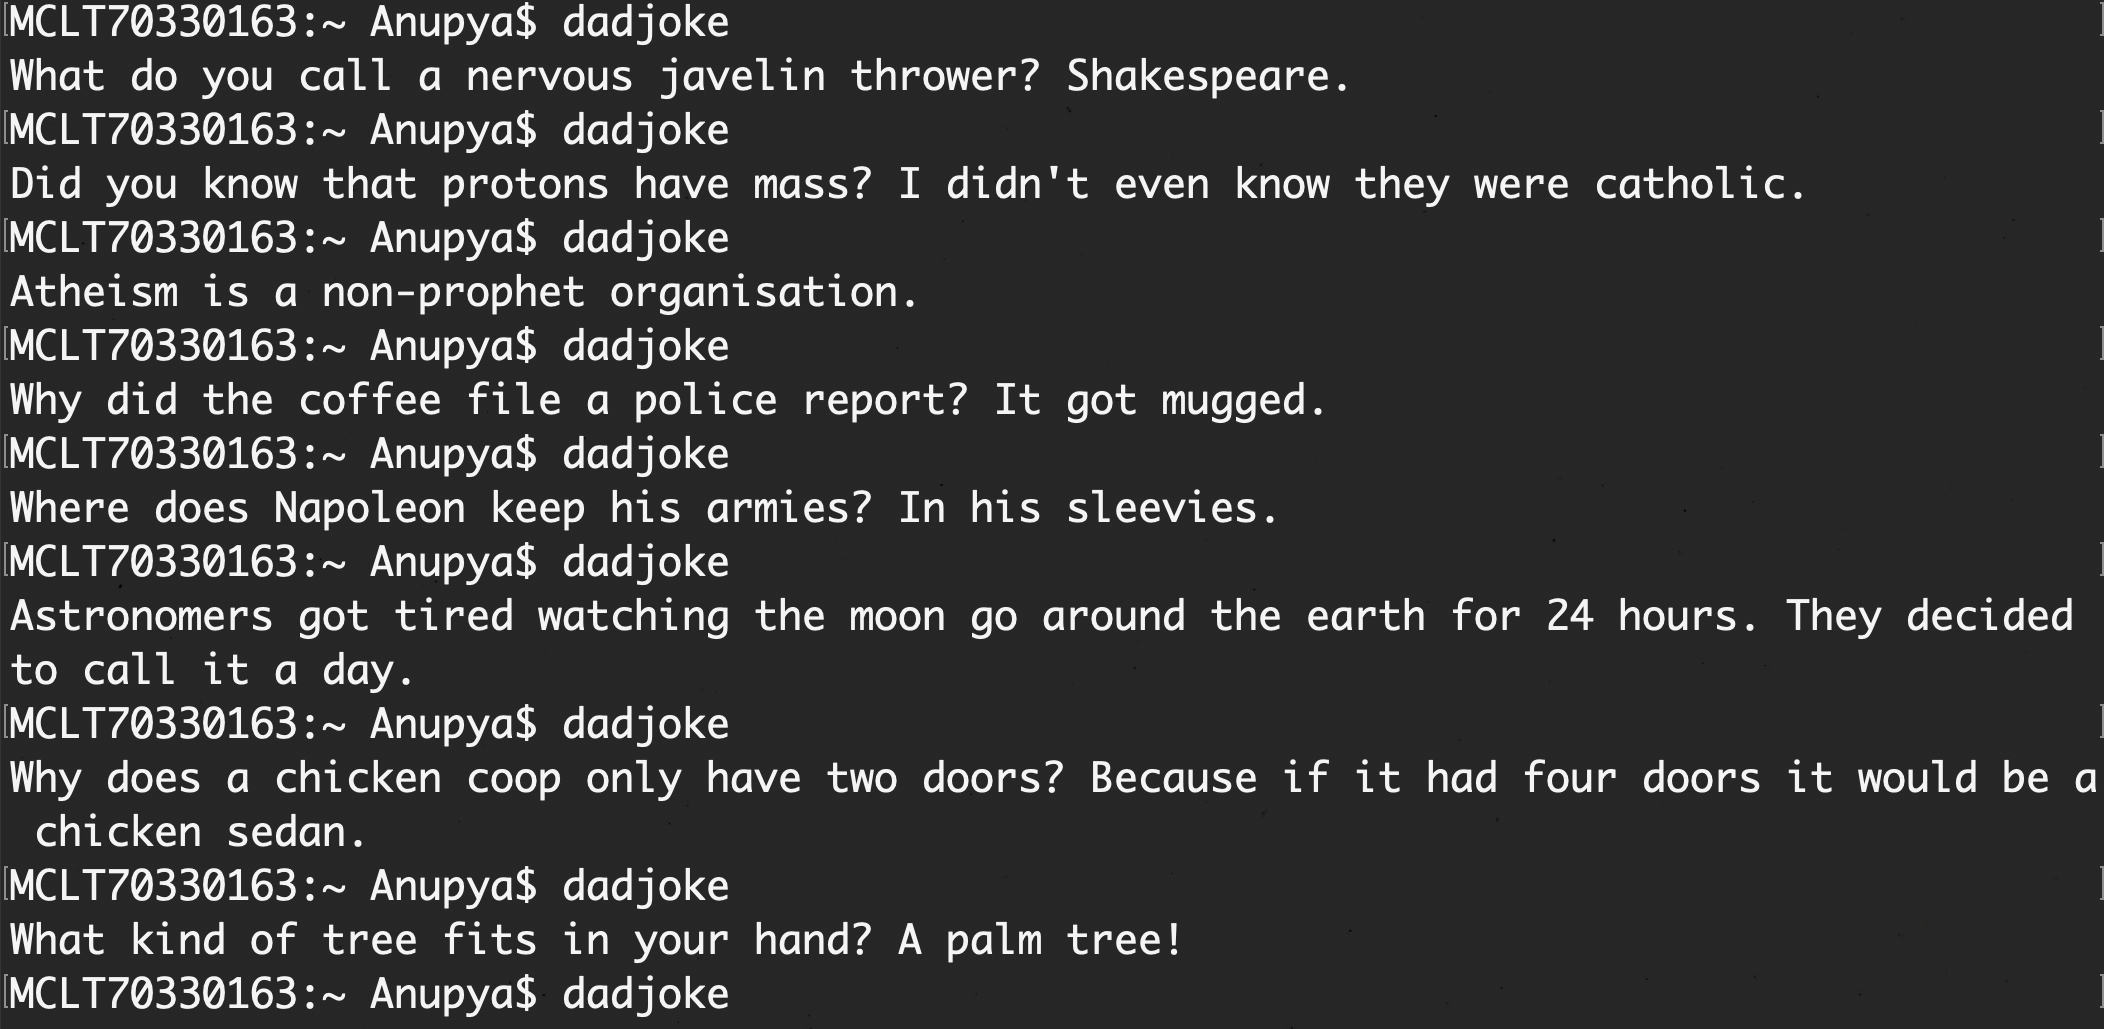 MCLT70330163:~ Anupya$ dadjoke
What do you call a nervous javelin thrower? Shakespeare.
MCLT70330163:~ Anupya$ dadjoke
Did you know that protons have mass? I didn't even know they were catholic.
MCLT70330163:~ Anupya$ dadjoke
Atheism is a non-prophet organisation.
MCLT70330163:~ Anupya$ dadjoke
Why did the coffee file a police report? It got mugged.
MCLT70330163:~ Anupya$ dadjoke
Where does Napoleon keep his armies? In his sleevies.
MCLT70330163:~ Anupya$ dadjoke
Astronomers got tired watching the moon go around the earth for 24 hours. They decided
to call it a day.
MCLT70330163:~ Anupya$ dadjoke
Why does a chicken coop only have two doors? Because if it had four doors it would be a
 chicken sedan.
MCLT70330163:~ Anupya$ dadjoke
What kind of tree fits in your hand? A palm tree!
MCLT70330163:~ Anupya$ dadjoke